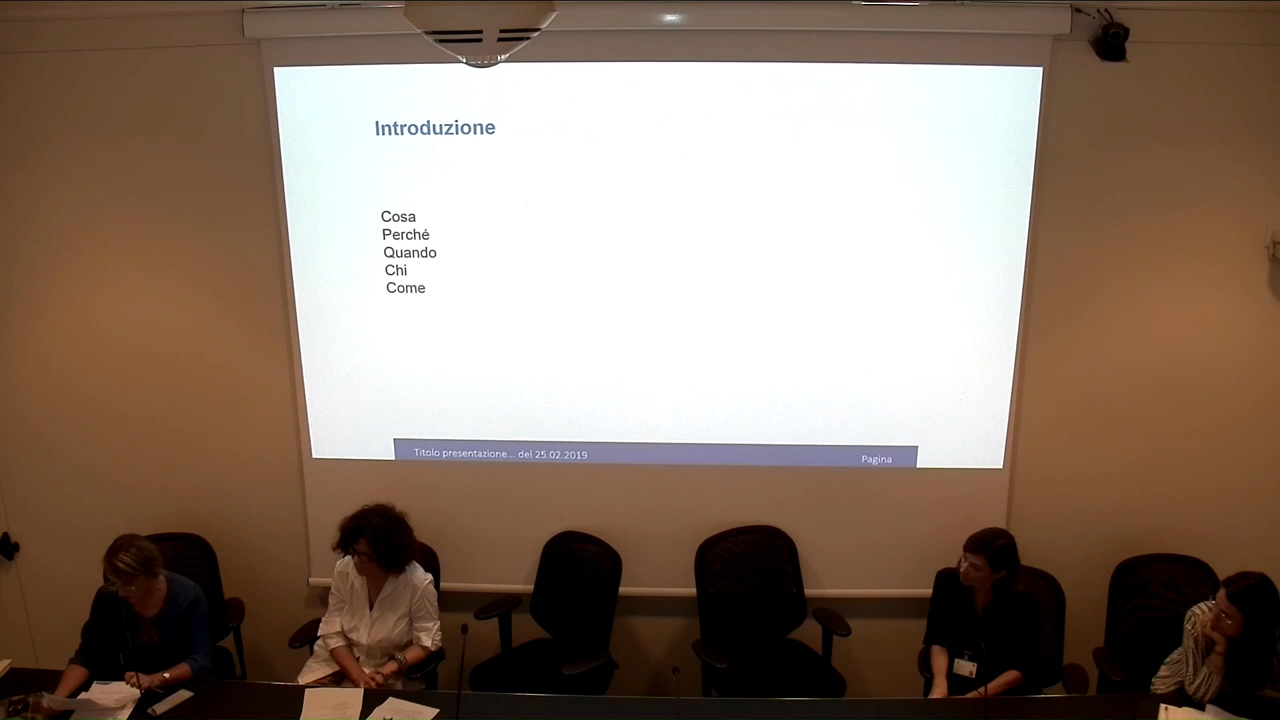 Introduzione
Cosa
Perché
Quando
Chi
Come
Titolo presentazione... del 25.02.2019
Pagina